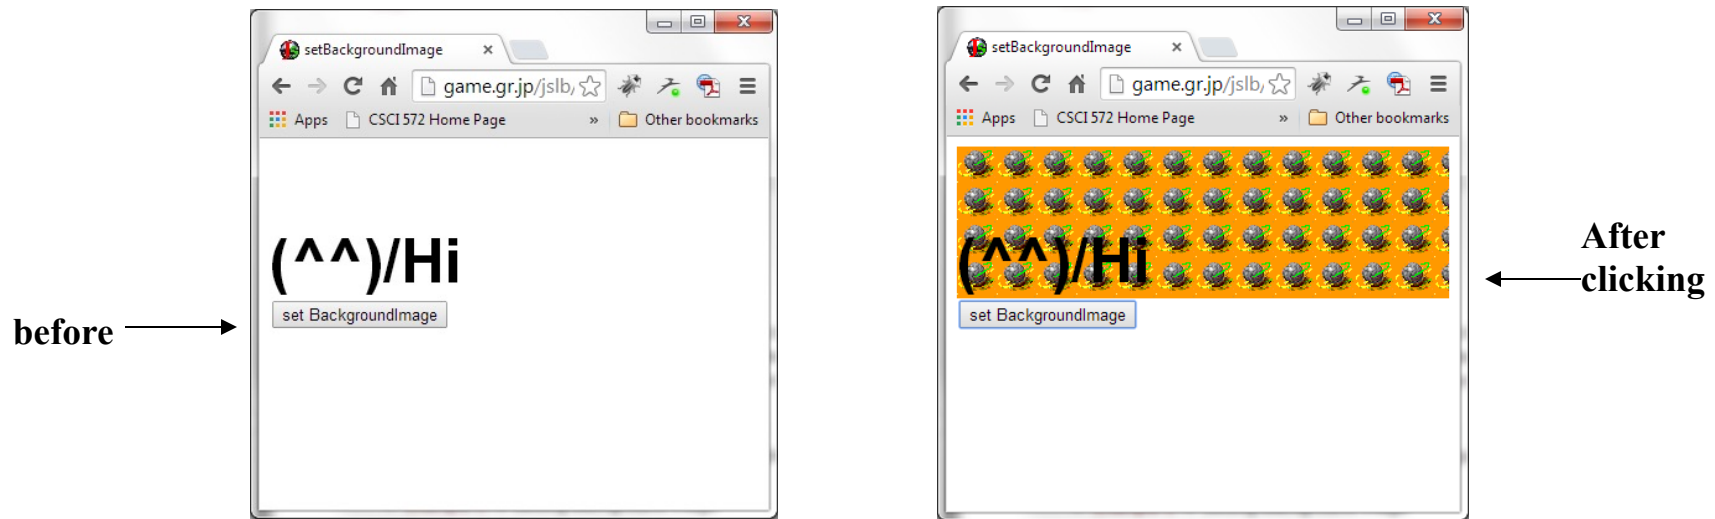 before
setBackgroundImage
game.gr.jp/jslb,
Apps CSCI 572 Home Page » Other bookmarks
(^^)/Hi
set BackgroundImage
setBackgroundImage
game.gr.jp/jslb,
Apps CSCI 572 Home Page » Other bookmarks
(^^)/Hi
set BackgroundImage
After
clicking